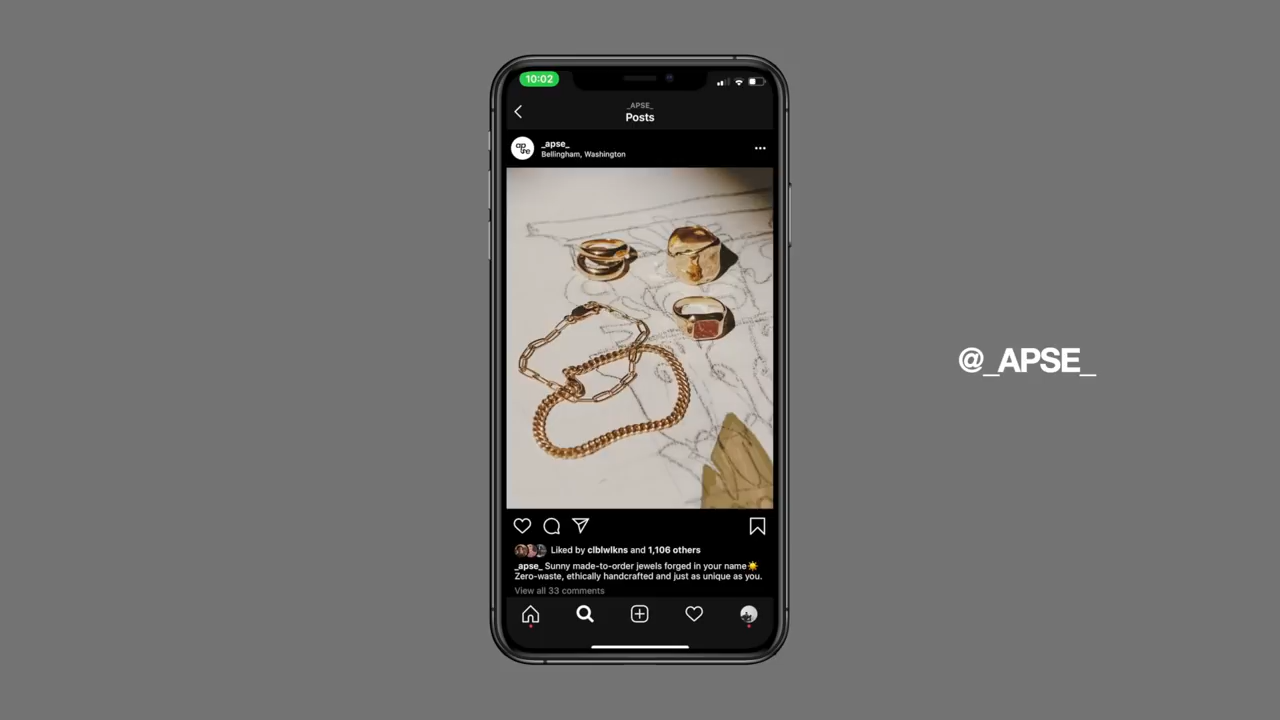 10:02
_APSE_
Posts
apse
_apse_
Bellingham, Washington
Liked by clblwlkns and 1,106 others
_apse_ Sunny made-to-order jewels forged in your name☀️
Zero-waste, ethically handcrafted and just as unique as you.
View all 33 comments
@_APSE_